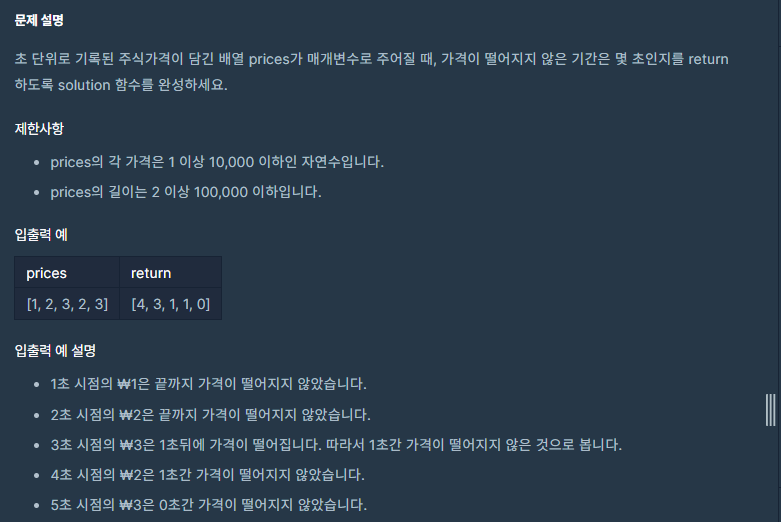 문제 설명
초 단위로 기록된 주식가격이 담긴 배열 prices가 매개변수로 주어질 때, 가격이 떨어지지 않은 기간은 몇 초인지를 return
하도록 solution 함수를 완성하세요.
제한사항
• prices의 각 가격은 1 이상 10,000 이하인 자연수입니다.
• prices의 길이는 2 이상 100,000 이하입니다.
입출력 예
prices return
[1, 2, 3, 2, 3] [4, 3, 1, 1, 0]
입출력 예 설명
• 1초 시점의 ₩1은 끝까지 가격이 떨어지지 않았습니다.
• 2초 시점의 ₩2은 끝까지 가격이 떨어지지 않았습니다.
• 3초 시점의 ₩3은 1초뒤에 가격이 떨어집니다. 따라서 1초간 가격이 떨어지지 않은 것으로 봅니다.
• 4초 시점의 ₩2은 1초간 가격이 떨어지지 않았습니다.
• 5초 시점의 ₩3은 0초간 가격이 떨어지지 않았습니다.